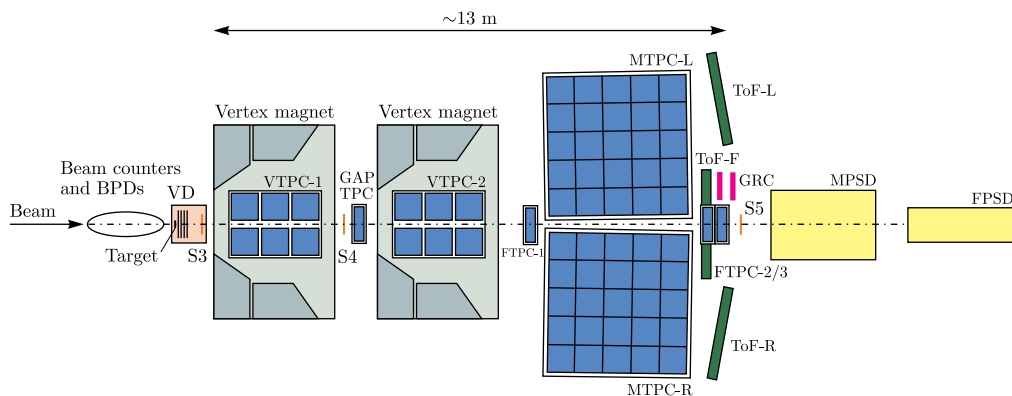 ~13 m
MTPC-L
ToF-L
Vertex magnet
Vertex magnet
ToF-F
Beam counters
and BPDs
VD
VTPC-1
GAP
TPC
VTPC-2
GRC
MPSD
FPSD
S5
Beam
Target
S3
S4
FTPC-1
FTPC-2/3
ToF-R
MTPC-R